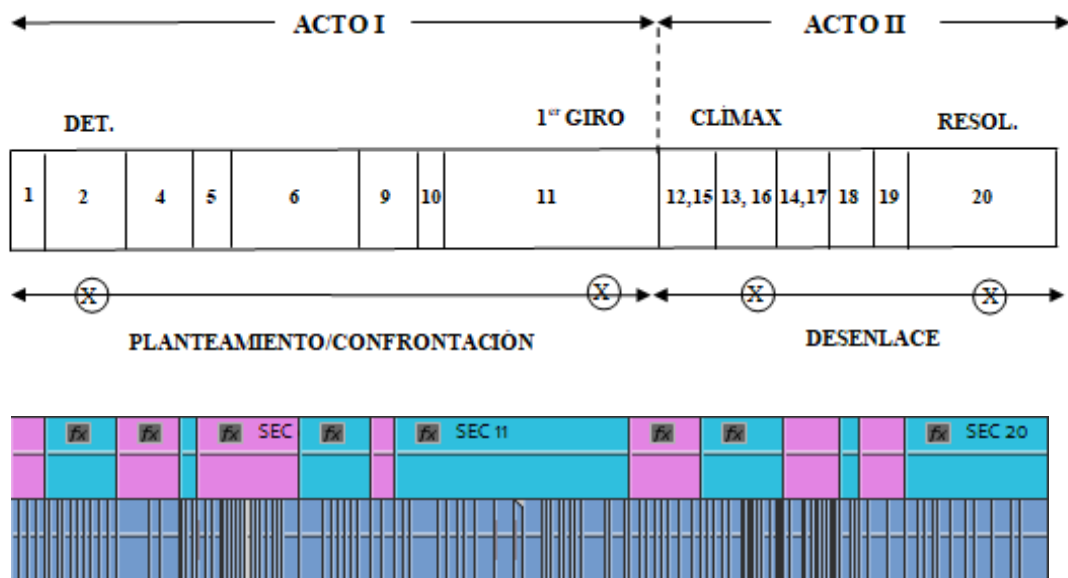 ACTO I ACTO II
DET. 1er GIRO CLÍMAX RESOL.
1 2 4 5 6 9 10 11 12,15 13, 16 14,17 18 19 20
X X X X
PLANTEAMIENTO/CONFRONTACIÓN DESENLACE
fx fx fx SEC fx fx SEC 11 fx fx fx SEC 20